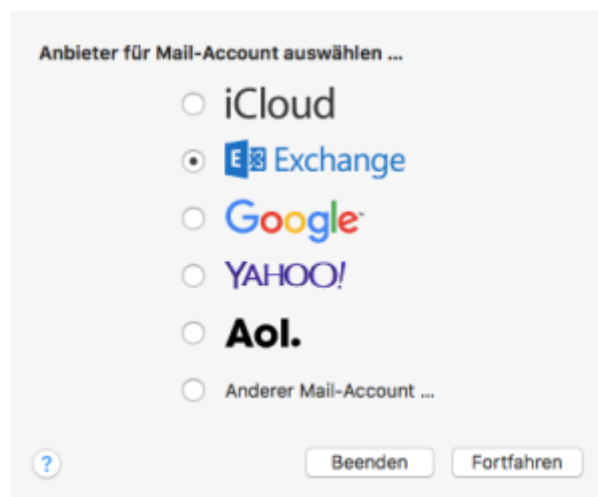 Anbieter für Mail-Account auswählen ...
iCloud
E Exchange
Google
YAHOO!
Aol.
Anderer Mail-Account ...
? Beenden Fortfahren